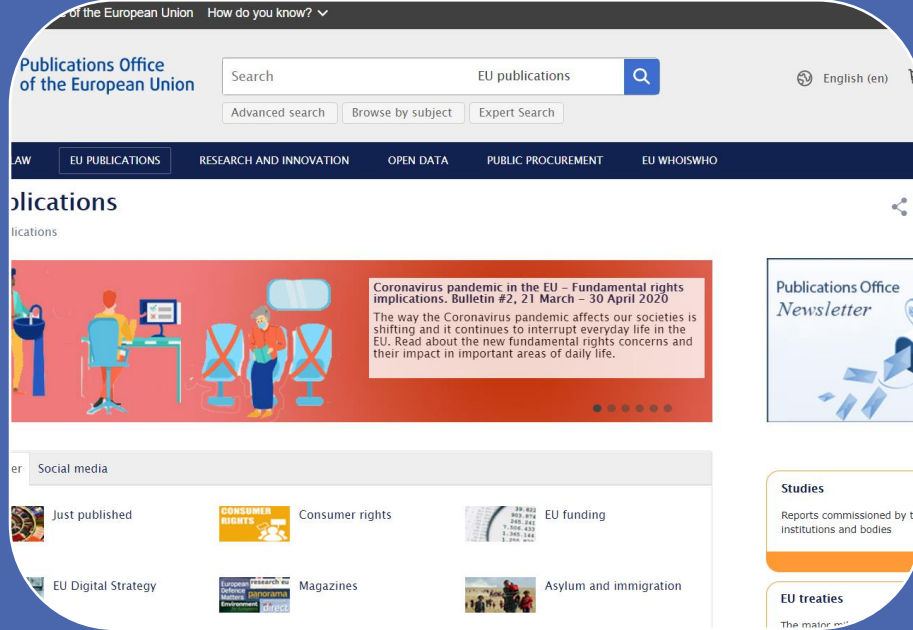 of the European Union How do you know?
Publications Office
of the European Union
Search EU publications
English (en)
Advanced search Browse by subject Expert Search
LAW EU PUBLICATIONS RESEARCH AND INNOVATION OPEN DATA PUBLIC PROCUREMENT EU WHOISWHO
blications
lications
Coronavirus pandemic in the EU – Fundamental rights
implications. Bulletin #2, 21 March – 30 April 2020
The way the Coronavirus pandemic affects our societies is
shifting and it continues to interrupt everyday life in the
EU. Read about the new fundamental rights concerns and
their impact in important areas of daily life.
Publications Office
Newsletter
er Social media
Just published
CONSUMER
RIGHTS
Consumer rights
EU funding
EU Digital Strategy
European research eu
Defence
Matters panorama
Environment direct
Magazines
Asylum and immigration
Studies
Reports commissioned by t
institutions and bodies
EU treaties
The major